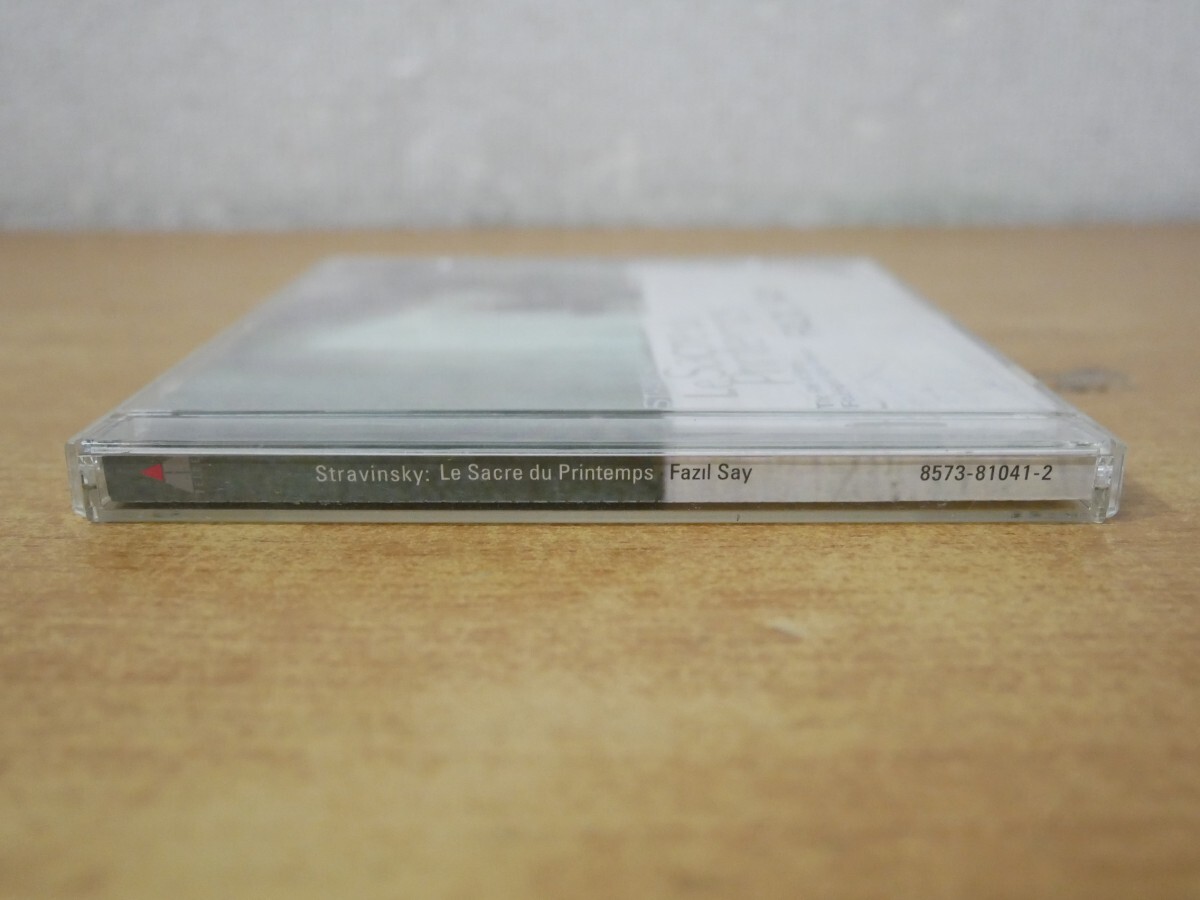 Stravinsky: Le Sacre du Printemps Fazıl Say 8573-81041-2